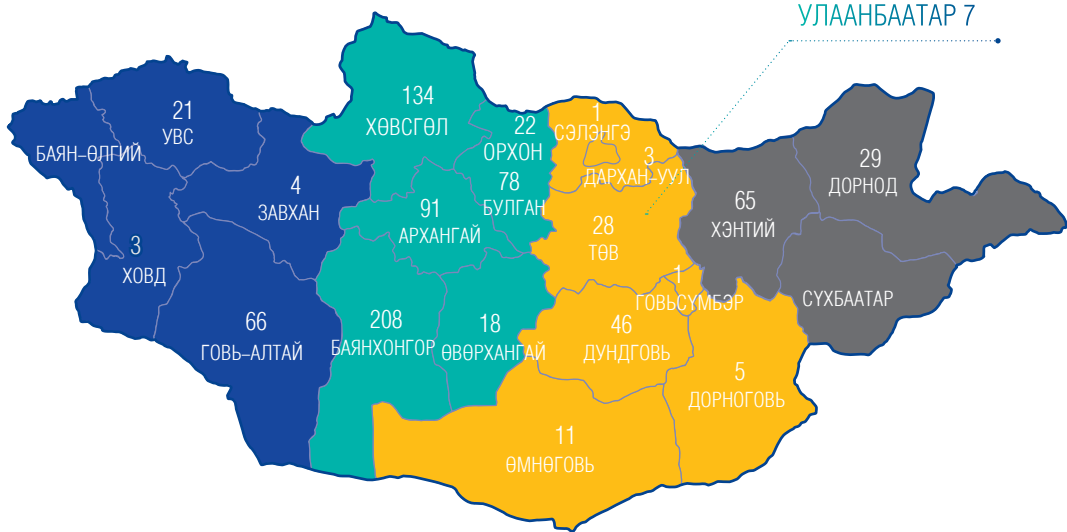 УЛААНБААТАР 7
134
ХӨВСГӨЛ
21
УВС
БАЯН-ӨЛГИЙ
22
ОРХОН
1
СЭЛЭНГЭ
3
ДАРХАН-УУЛ
29
ДОРНОД
4
ЗАВХАН
78
БУЛГАН
91
АРХАНГАЙ
65
ХЭНТИЙ
28
ТӨВ
3
ХОВД
1
ГОВЬСҮМБЭР
СҮХБААТАР
66
ГОВЬ-АЛТАЙ
208
БАЯНХОНГОР
18
ӨВӨРХАНГАЙ
46
ДУНДГОВЬ
5
ДОРНОГОВЬ
11
ӨМНӨГОВЬ